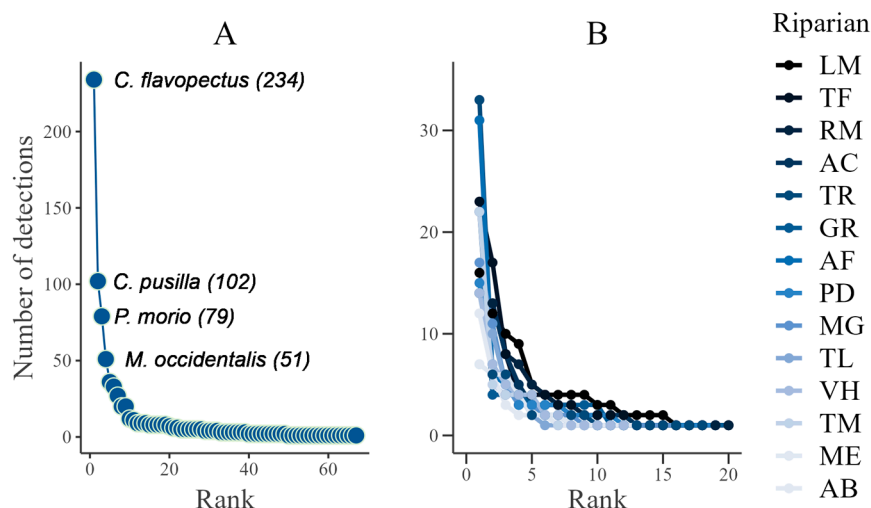 A
B
Riparian
Number of detections
200
150
100
50
0
C. flavopectus (234)
C. pusilla (102)
P. morio (79)
M. occidentalis (51)
0
20
40
60
Rank
30
20
10
0
0
5
10
15
20
Rank
LM
TF
RM
AC
TR
GR
AF
PD
MG
TL
VH
TM
ME
AB